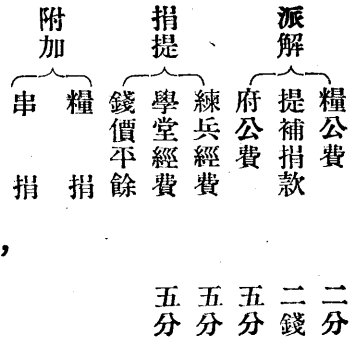 派解
糧公費 二分
提補捐款 二錢
府公費 五分
捐提
練兵經費 五分
學堂經費 五分
錢價平餘
附加
糧捐
串捐
，